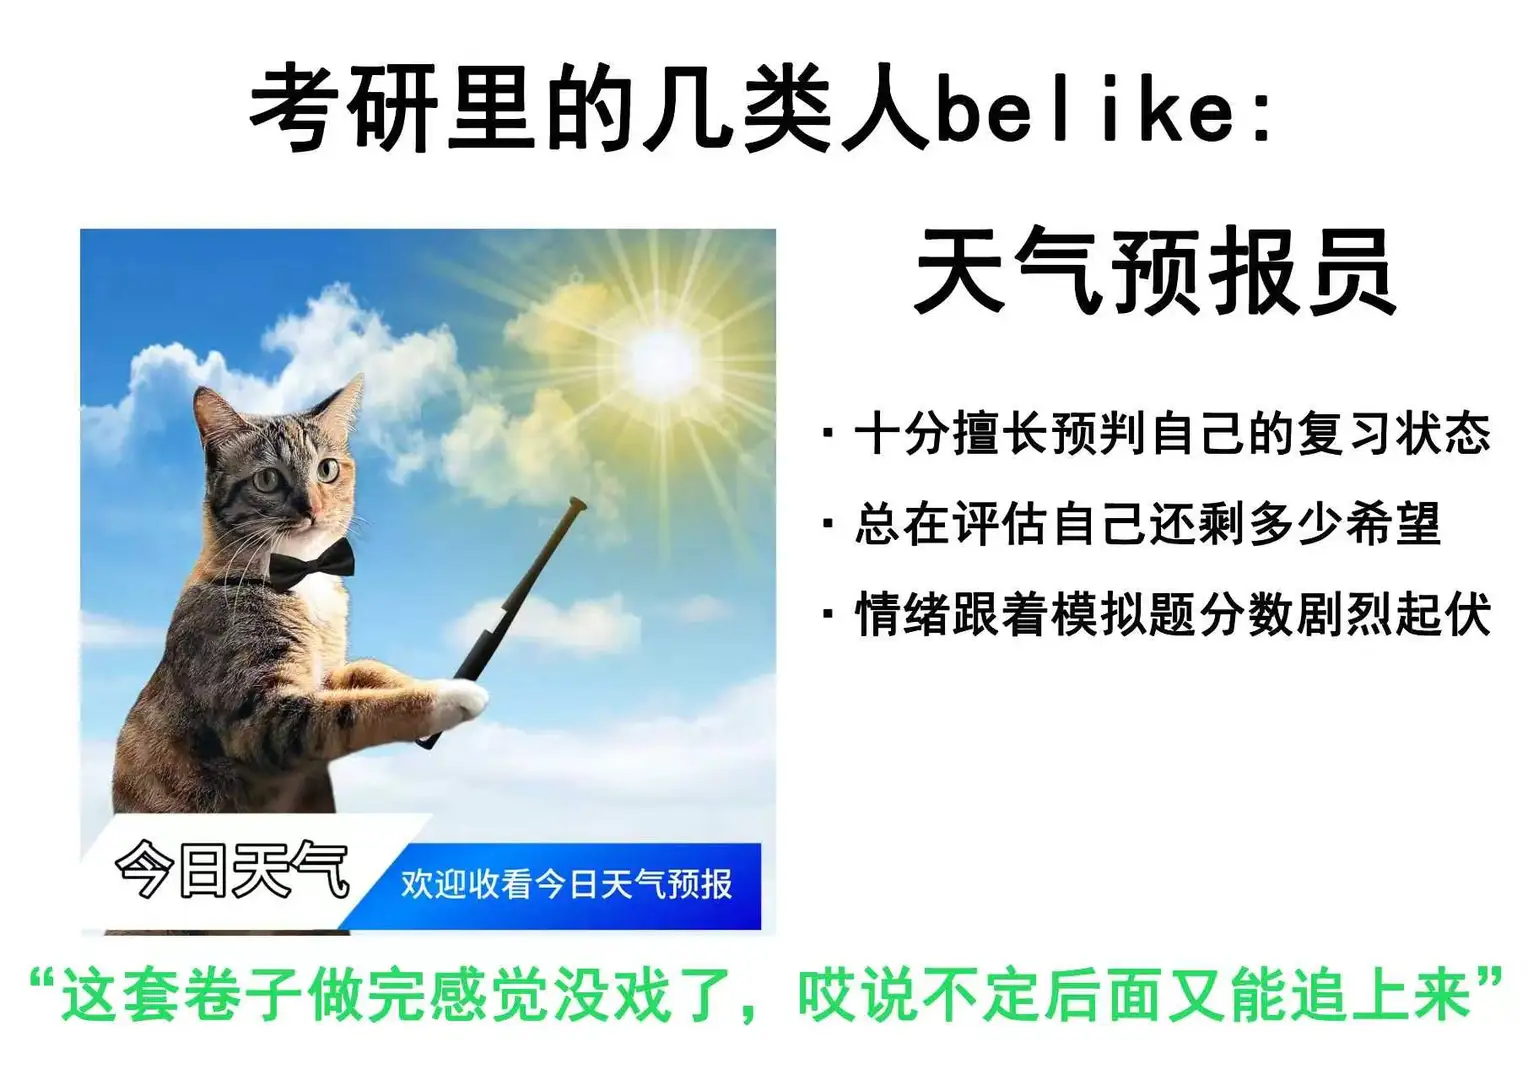 考研里的几类人belike:
天气预报员
·十分擅长预判自己的复习状态
·总在评估自己还剩多少希望
·情绪跟着模拟题分数剧烈起伏
今日天气
欢迎收看今日天气预报
“这套卷子做完感觉没戏了，哎说不定后面又能追上来”